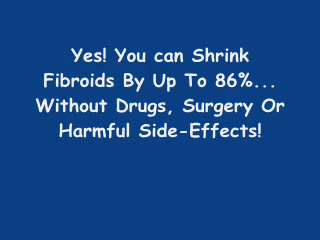 Yes! You can Shrink
Fibroids By Up To 86%...
Without Drugs, Surgery Or
Harmful Side-Effects!